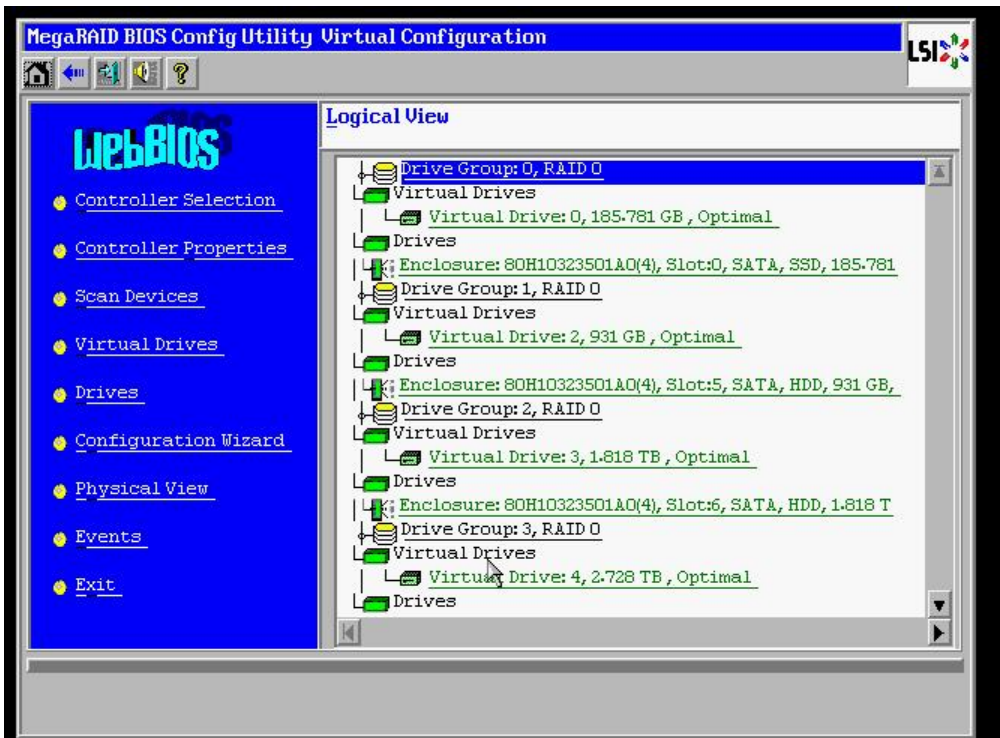 MegaRAID BIOS Config Utility Virtual Configuration
LSI
WebBIOS
Controller Selection
Controller Properties
Scan Devices
Virtual Drives
Drives
Configuration Wizard
Physical View
Events
Exit
Logical View
Drive Group: 0, RAID 0
Virtual Drives
Virtual Drive: 0, 185.781 GB, Optimal
Drives
Enclosure: 80H10323501A0(4), Slot:0, SATA, SSD, 185.781
Drive Group: 1, RAID 0
Virtual Drives
Virtual Drive: 2, 931 GB, Optimal
Drives
Enclosure: 80H10323501A0(4), Slot:5, SATA, HDD, 931 GB,
Drive Group: 2, RAID 0
Virtual Drives
Virtual Drive: 3, 1.818 TB, Optimal
Drives
Enclosure: 80H10323501A0(4), Slot:6, SATA, HDD, 1.818 T
Drive Group: 3, RAID 0
Virtual Drives
Virtual Drive: 4, 2.728 TB, Optimal
Drives